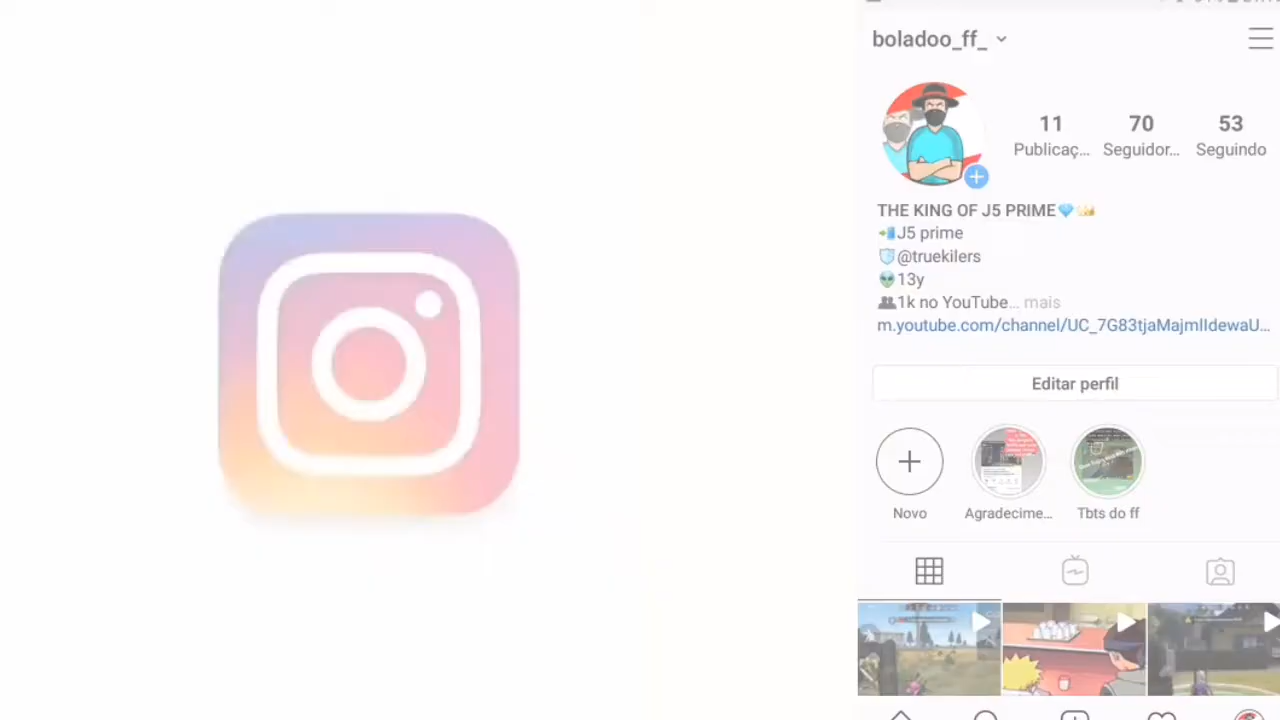 boladoo_ff_
11 70 53
Publicaç... Seguidor... Seguindo
THE KING OF J5 PRIME💎👑
📲J5 prime
🛡@truekilers
👽13y
👥1k no YouTube... mais
m.youtube.com/channel/UC_7G83tjaMajmlIdewaU...
Editar perfil
Novo Agradecime... Tbts do ff